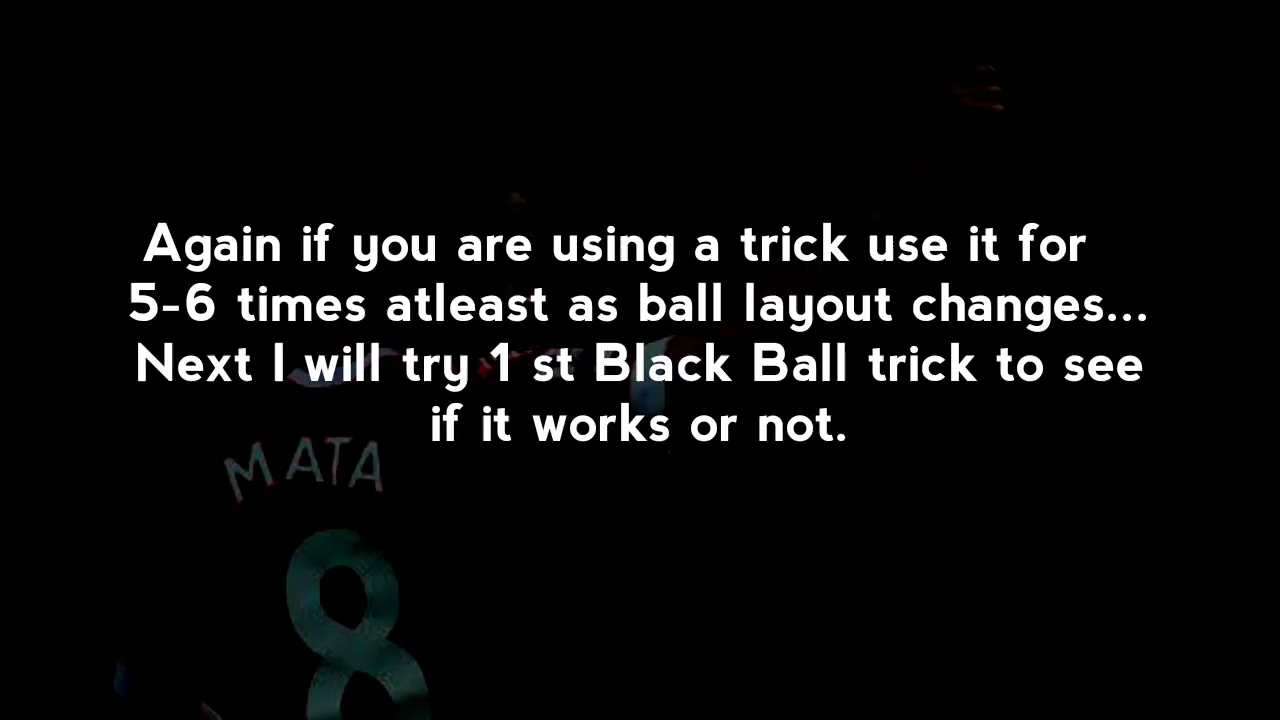 Again if you are using a trick use it for
5-6 times atleast as ball layout changes...
Next I will try 1 st Black Ball trick to see
if it works or not.
MATA
8